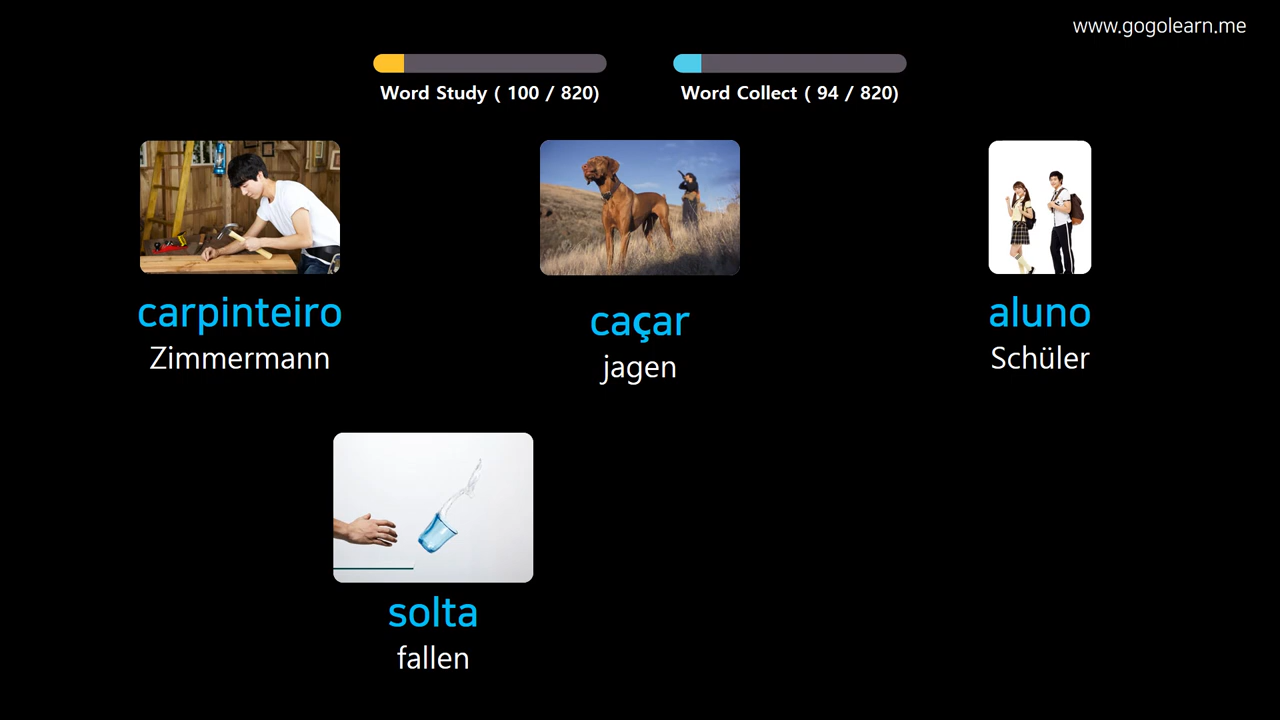 www.gogolearn.me
Word Study ( 100 / 820)
Word Collect ( 94 / 820)
carpinteiro
Zimmermann
caçar
jagen
aluno
Schüler
solta
fallen